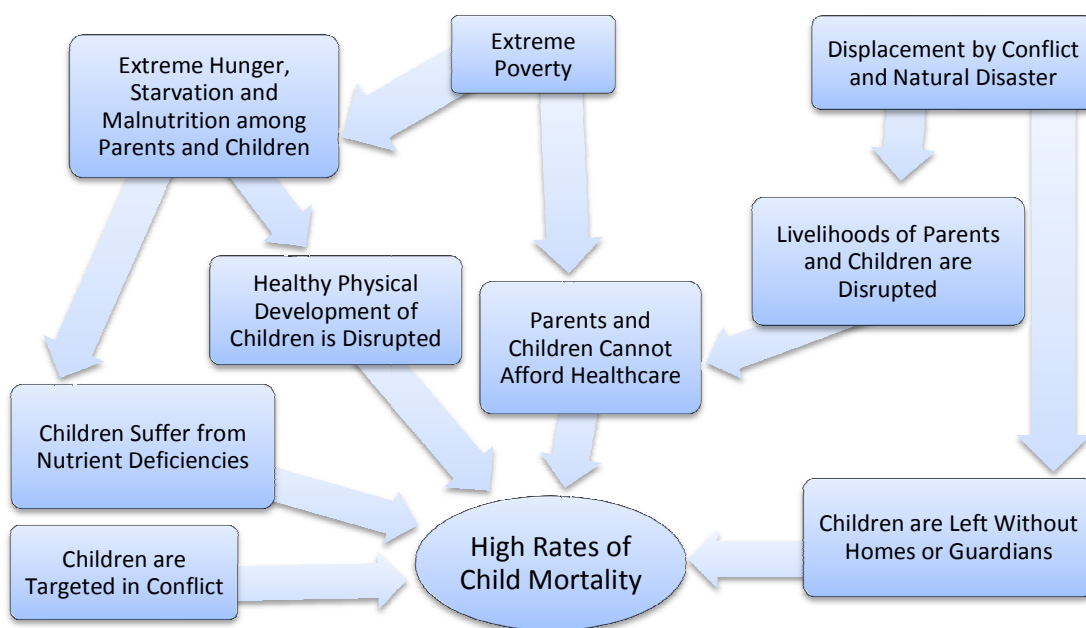 Extreme Hunger,
Starvation and
Malnutrition among
Parents and Children
Extreme
Poverty
Displacement by Conflict
and Natural Disaster
Healthy Physical
Development of
Children is Disrupted
Parents and
Children Cannot
Afford Healthcare
Livelihoods of Parents
and Children are
Disrupted
Children Suffer from
Nutrient Deficiencies
Children are
Targeted in Conflict
High Rates of
Child Mortality
Children are Left Without
Homes or Guardians